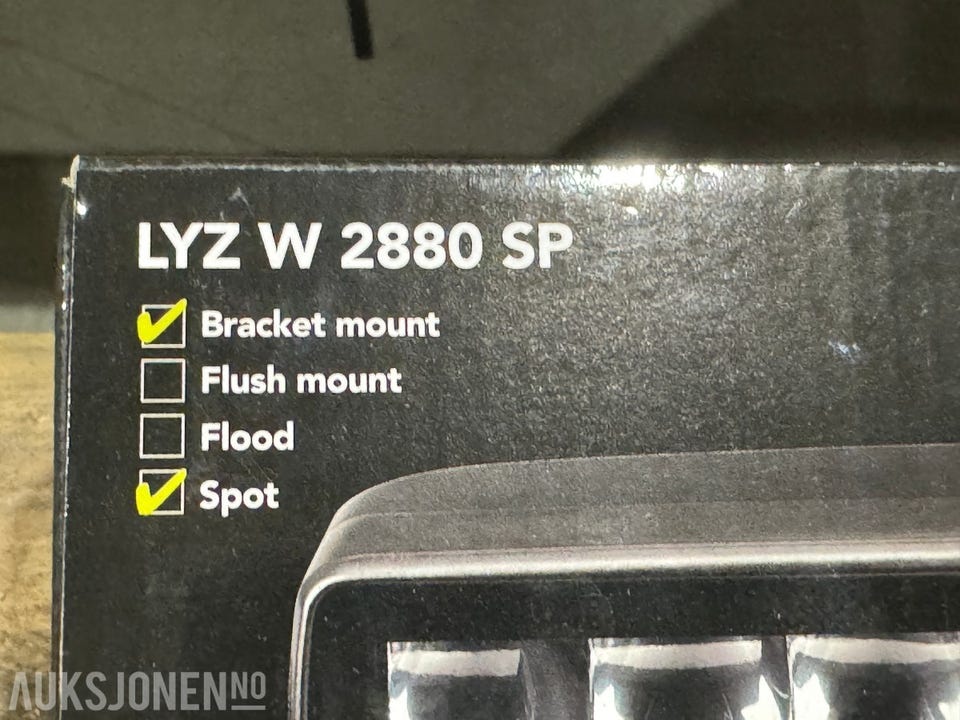 LYZ W 2880 SP
Bracket mount
Flush mount
Flood
Spot
AUKSJONEN NO